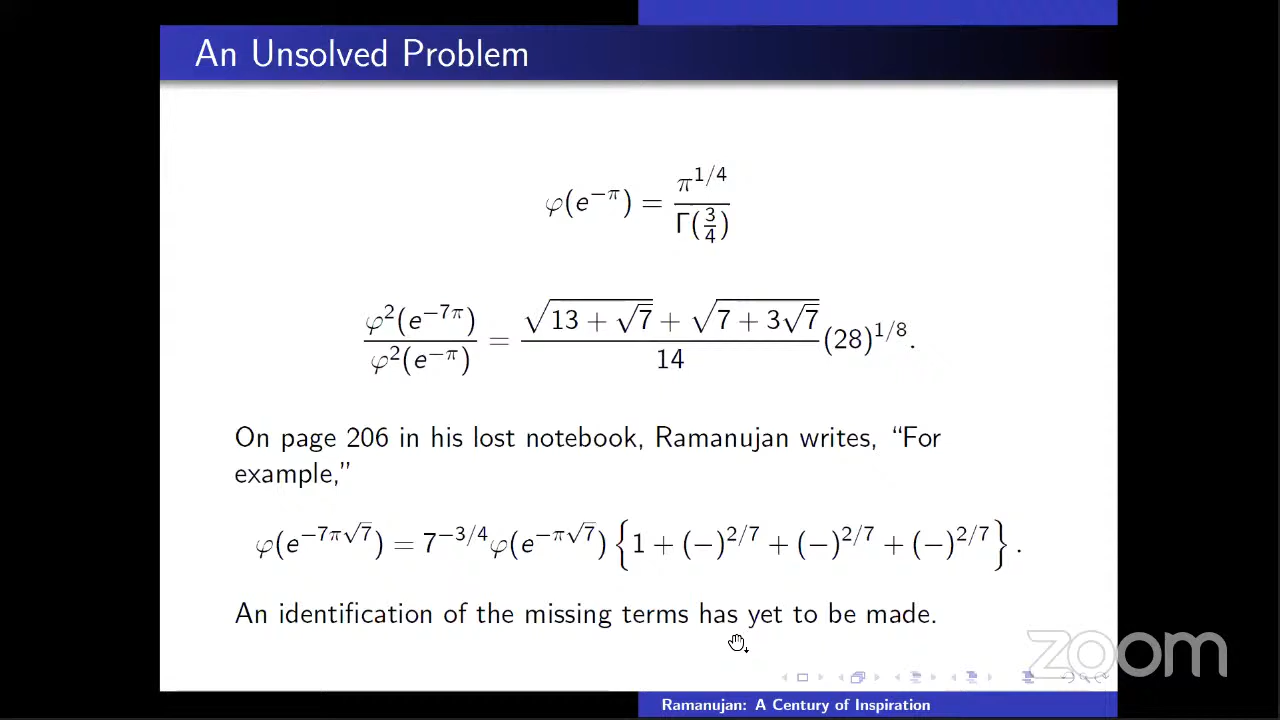 An Unsolved Problem
φ(e^{−π}) = π^{1/4} / Γ(3/4)
φ²(e^{−7π}) / φ²(e^{−π}) = (√(13 + √7) + √(7 + 3√7)) / 14 (28)^{1/8}.
On page 206 in his lost notebook, Ramanujan writes, “For
example,”
φ(e^{−7π√7}) = 7^{−3/4}φ(e^{−π√7}) {1 + (−)^{2/7} + (−)^{2/7} + (−)^{2/7}} .
An identification of the missing terms has yet to be made.
zoom
Ramanujan: A Century of Inspiration